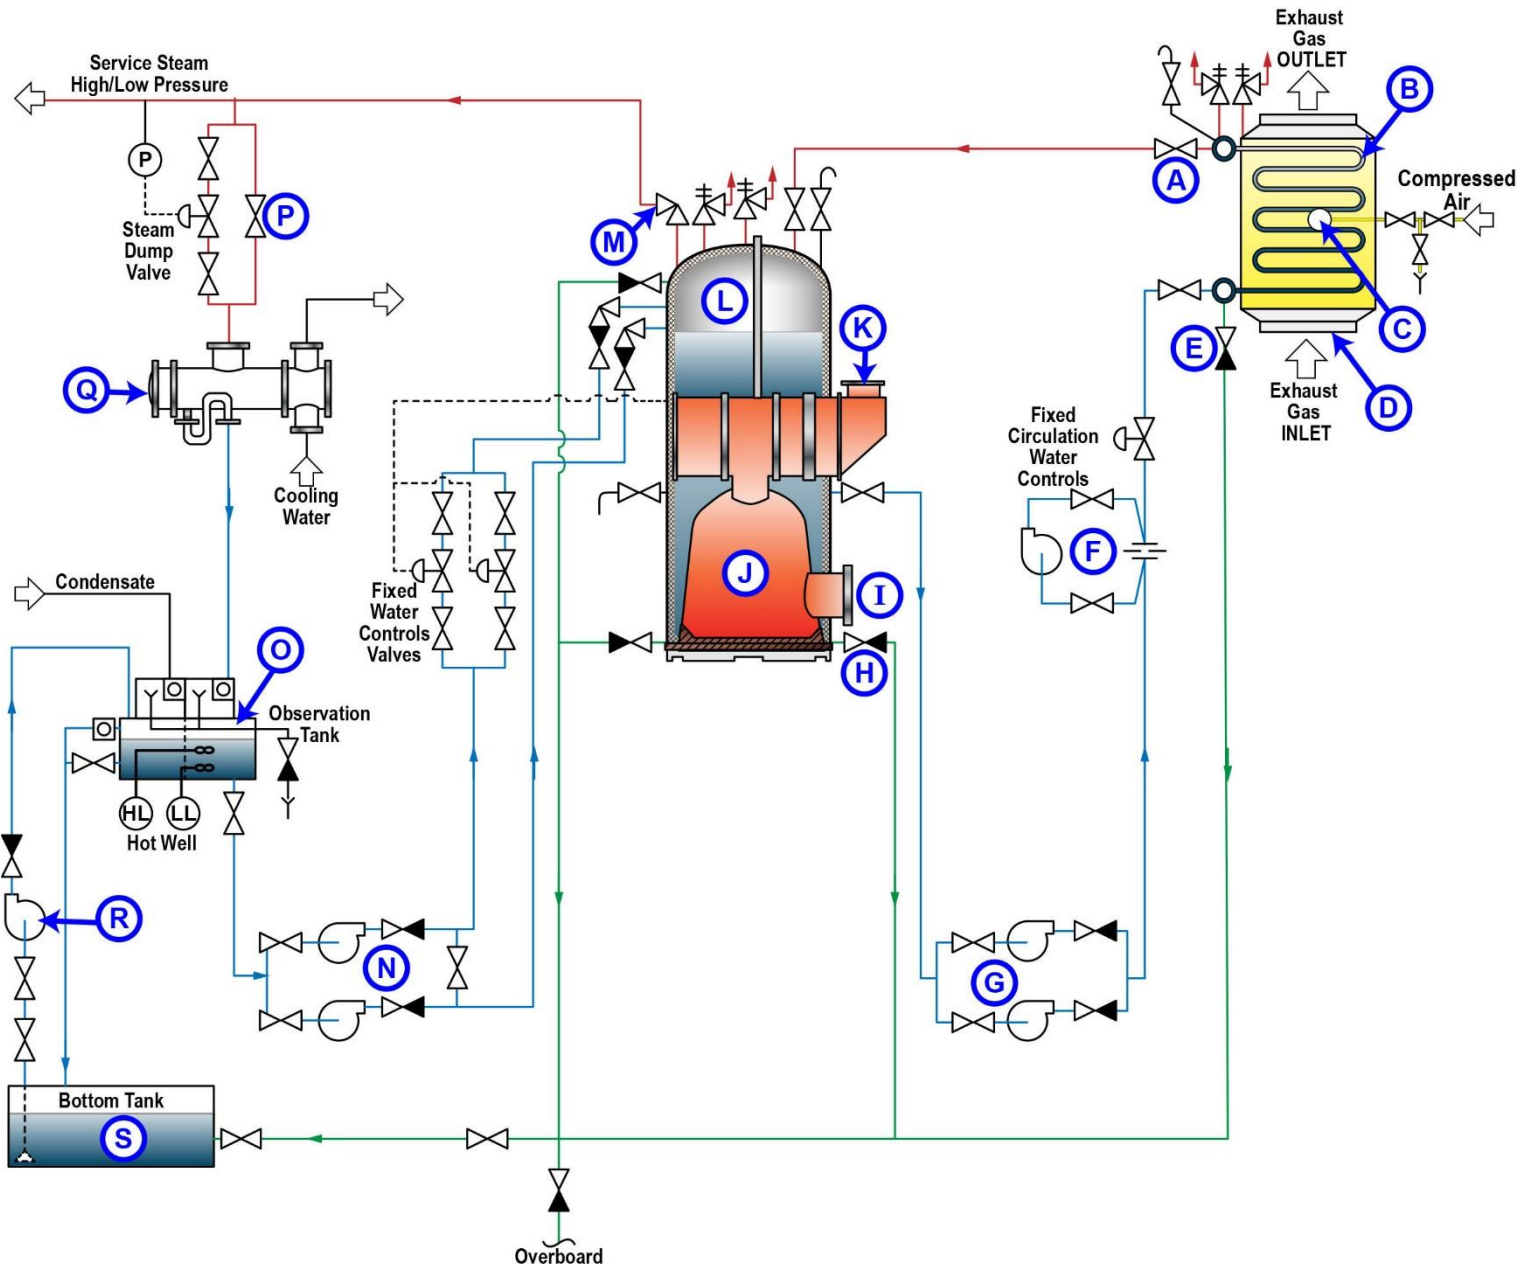 Exhaust
Gas
OUTLET
Service Steam
High/Low Pressure
B
P
A
Compressed
Air
P
Steam
Dump
Valve
M
L
K
C
E
Q
D
Exhaust
Gas
INLET
Fixed
Circulation
Water
Controls
Cooling
Water
F
J
Condensate
I
Fixed
Water
Controls
Valves
O
H
Observation
Tank
HL
LL
Hot Well
R
N
G
Bottom Tank
S
Overboard